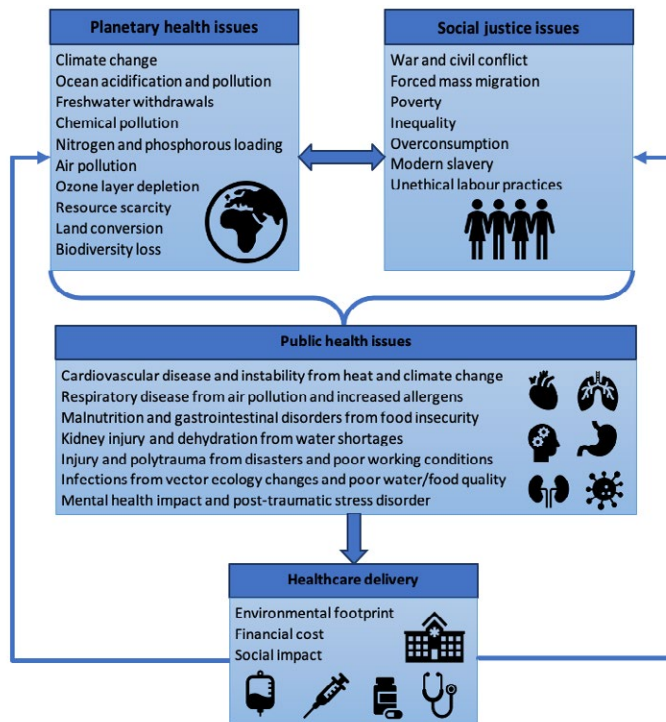 Planetary health issues
Climate change
Ocean acidification and pollution
Freshwater withdrawals
Chemical pollution
Nitrogen and phosphorous loading
Air pollution
Ozone layer depletion
Resource scarcity
Land conversion
Biodiversity loss
Social justice issues
War and civil conflict
Forced mass migration
Poverty
Inequality
Overconsumption
Modern slavery
Unethical labour practices
Public health issues
Cardiovascular disease and instability from heat and climate change
Respiratory disease from air pollution and increased allergens
Malnutrition and gastrointestinal disorders from food insecurity
Kidney injury and dehydration from water shortages
Injury and polytrauma from disasters and poor working conditions
Infections from vector ecology changes and poor water/food quality
Mental health impact and post-traumatic stress disorder
Healthcare delivery
Environmental footprint
Financial cost
Social impact